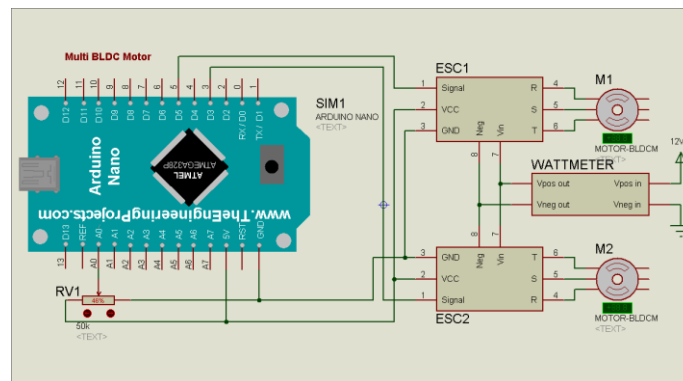 Multi BLDC Motor
12 11 10 9 8 7 6 5 4 3 2 0 1
D12 D11 D10 D9 D8 D7 D6 D5 D4 D3 D2 RX / D0 TX / D1
SIM1
ARDUINO NANO
<TEXT>
Arduino
Nano
ATMEL
ATMEGA328P
www.TheEngineeringProjects.com
D13 REF A0 A1 A2 A3 A4 A5 A6 A7 5V RST GND
13 A0 A1 A2 A3 A4 A5 A6 A7
RV1
46%
50k
<TEXT>
ESC1
1 Signal R 4
2 VCC S 5
3 GND T 6
Neg Vin
8 7
M1
MOTOR-BLDCM
<TEXT>
12V
WATTMETER
Vpos out Vpos in
Vneg out Vneg in
8 7
Neg Vin
3 GND T 6
2 VCC S 5
1 Signal R 4
ESC2
M2
MOTOR-BLDCM
<TEXT>